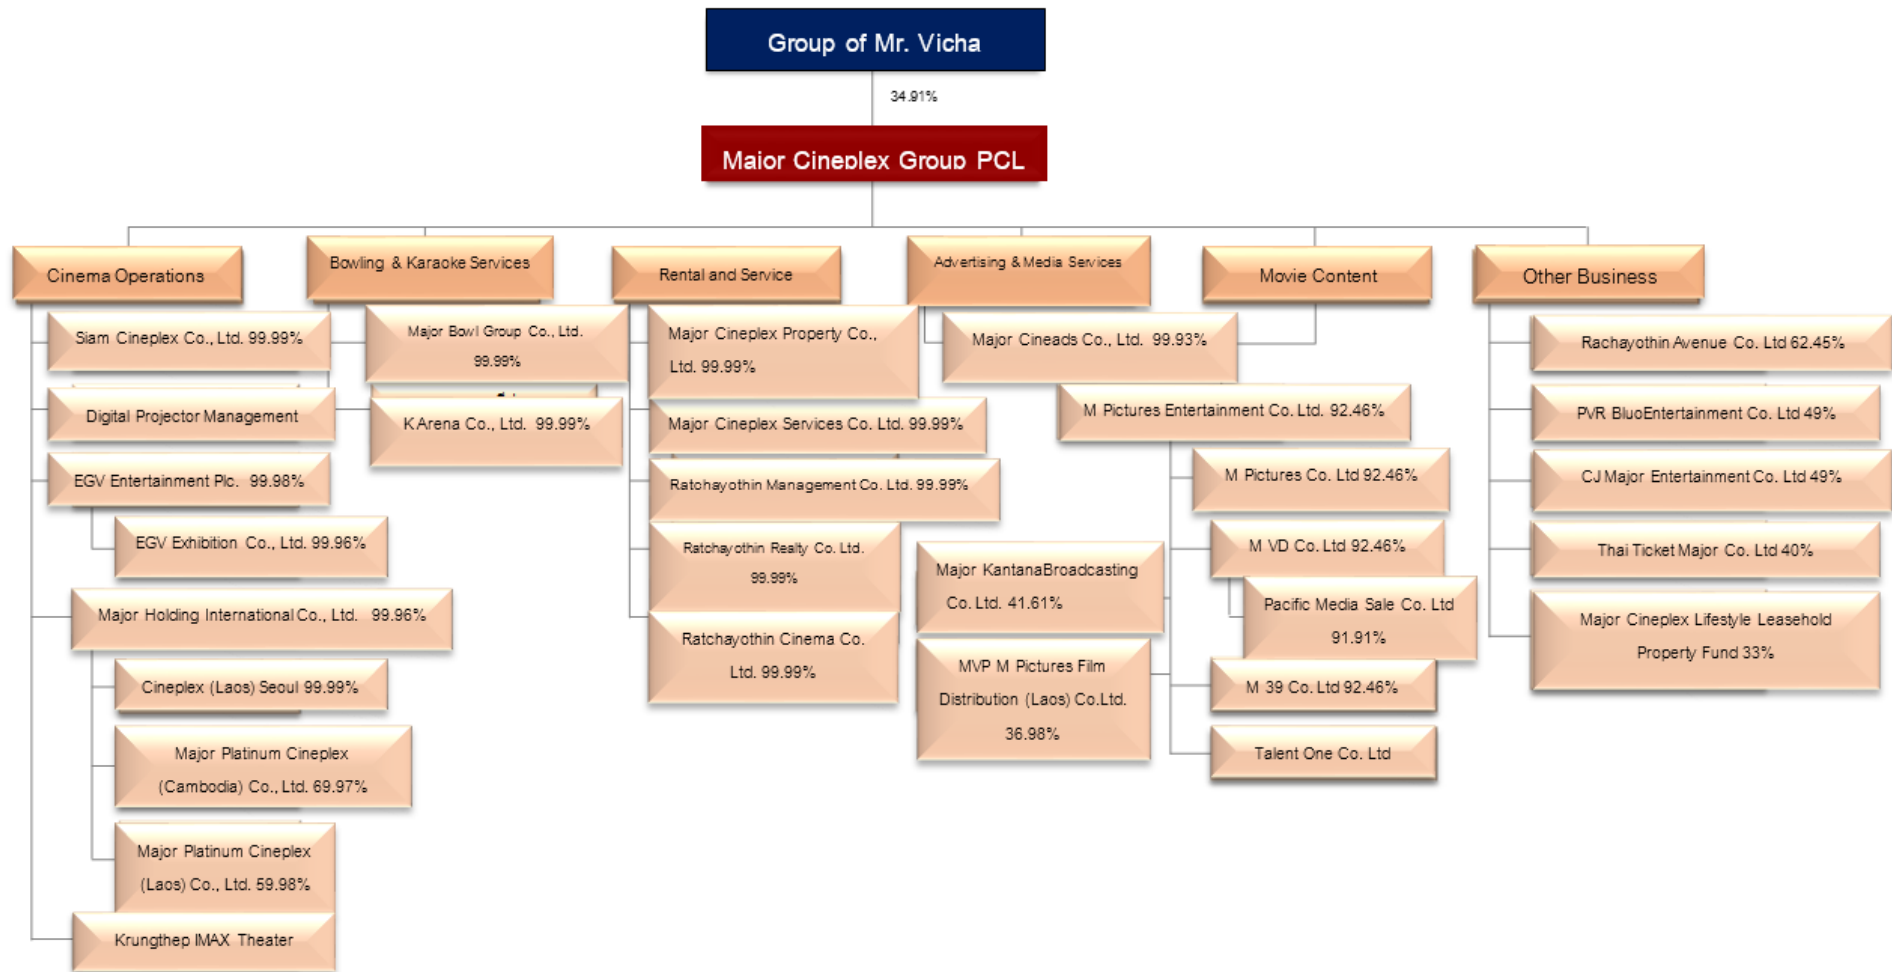 Group of Mr. Vicha
34.91%
Major Cineplex Group PCL
Cinema Operations
Siam Cineplex Co., Ltd. 99.99%
Digital Projector Management
EGV Entertainment Plc. 99.98%
EGV Exhibition Co., Ltd. 99.96%
Major Holding International Co., Ltd. 99.96%
Cineplex (Laos) Seoul 99.99%
Major Platinum Cineplex
(Cambodia) Co., Ltd. 69.97%
Major Platinum Cineplex
(Laos) Co., Ltd. 59.98%
Krungthep IMAX Theater
Bowling & Karaoke Services
Major Bowl Group Co., Ltd.
99.99%
K Arena Co., Ltd. 99.99%
Rental and Service
Major Cineplex Property Co.,
Ltd. 99.99%
Major Cineplex Services Co. Ltd. 99.99%
Ratchayothin Management Co. Ltd. 99.99%
Ratchayothin Realty Co. Ltd.
99.99%
Ratchayothin Cinema Co.
Ltd. 99.99%
Advertising & Media Services
Major Cineads Co., Ltd. 99.93%
Movie Content
M Pictures Entertainment Co. Ltd. 92.46%
M Pictures Co. Ltd 92.46%
M VD Co. Ltd 92.46%
Pacific Media Sale Co. Ltd
91.91%
M 39 Co. Ltd 92.46%
Talent One Co. Ltd
Major KantanaBroadcasting
Co. Ltd. 41.61%
MVP M Pictures Film
Distribution (Laos) Co.Ltd.
36.98%
Other Business
Rachayothin Avenue Co. Ltd 62.45%
PVR BluoEntertainment Co. Ltd 49%
CJ Major Entertainment Co. Ltd 49%
Thai Ticket Major Co. Ltd 40%
Major Cineplex Lifestyle Leasehold
Property Fund 33%